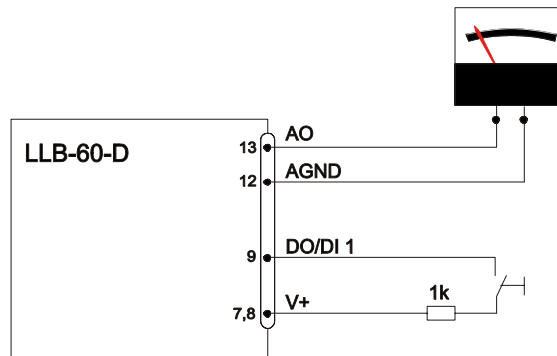 LLB-60-D
13 AO
12 AGND
9 DO/DI 1
7,8 V+
1k